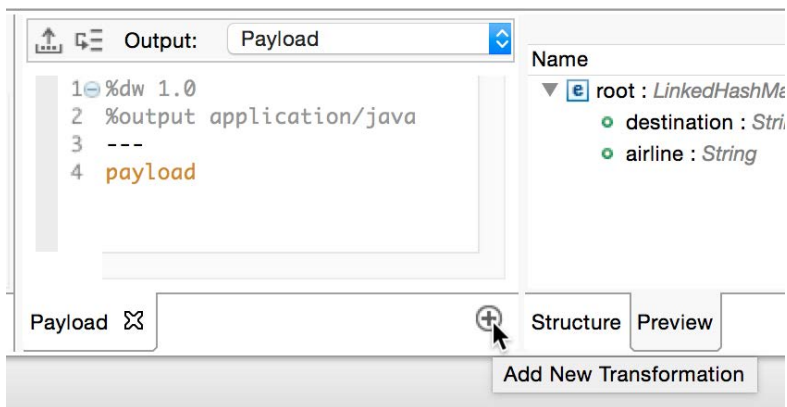 Output: Payload
1 %dw 1.0
2 %output application/java
3 ---
4 payload
Payload
Name
e root : LinkedHashMa
destination : Stri
airline : String
Structure Preview
Add New Transformation